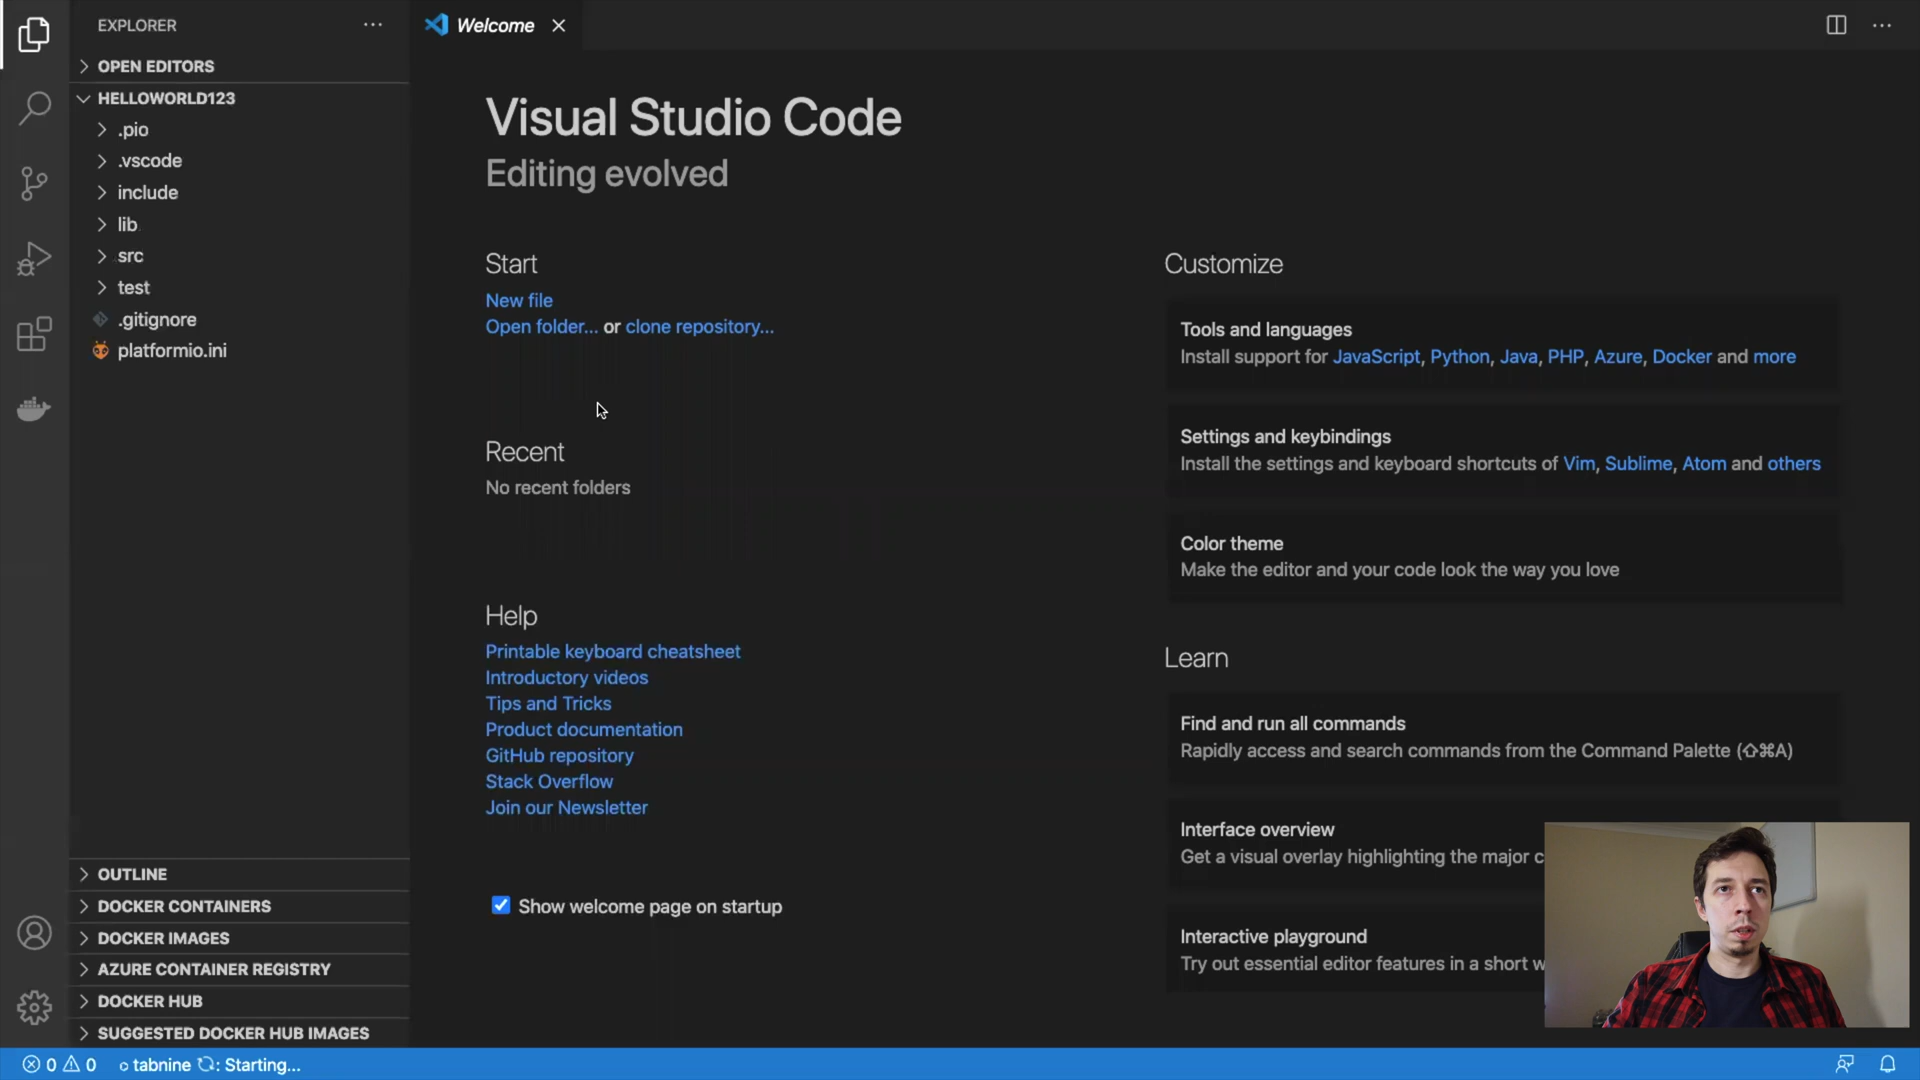 EXPLORER
OPEN EDITORS
HELLOWORLD123
.pio
.vscode
include
lib
src
test
.gitignore
platformio.ini
OUTLINE
DOCKER CONTAINERS
DOCKER IMAGES
AZURE CONTAINER REGISTRY
DOCKER HUB
SUGGESTED DOCKER HUB IMAGES
Welcome
Visual Studio Code
Editing evolved
Start
New file
Open folder... or clone repository...
Recent
No recent folders
Help
Printable keyboard cheatsheet
Introductory videos
Tips and Tricks
Product documentation
GitHub repository
Stack Overflow
Join our Newsletter
Show welcome page on startup
Customize
Tools and languages
Install support for JavaScript, Python, Java, PHP, Azure, Docker and more
Settings and keybindings
Install the settings and keyboard shortcuts of Vim, Sublime, Atom and others
Color theme
Make the editor and your code look the way you love
Learn
Find and run all commands
Rapidly access and search commands from the Command Palette (⇧⌘A)
Interface overview
Get a visual overlay highlighting the major c
Interactive playground
Try out essential editor features in a short w
0 0 tabnine : Starting...